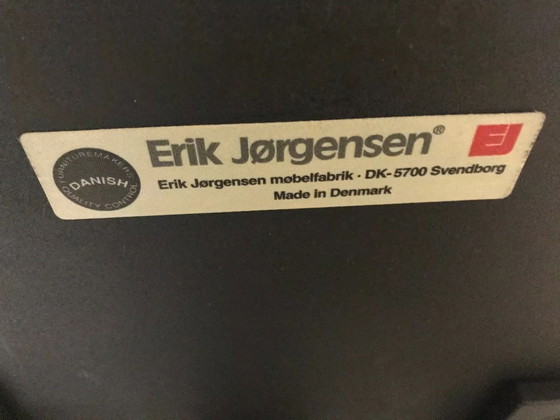 FURNITUREMAKERS
DANISH
QUALITY CONTROL
Erik Jørgensen®
EJ
Erik Jørgensen møbelfabrik · DK-5700 Svendborg
Made in Denmark